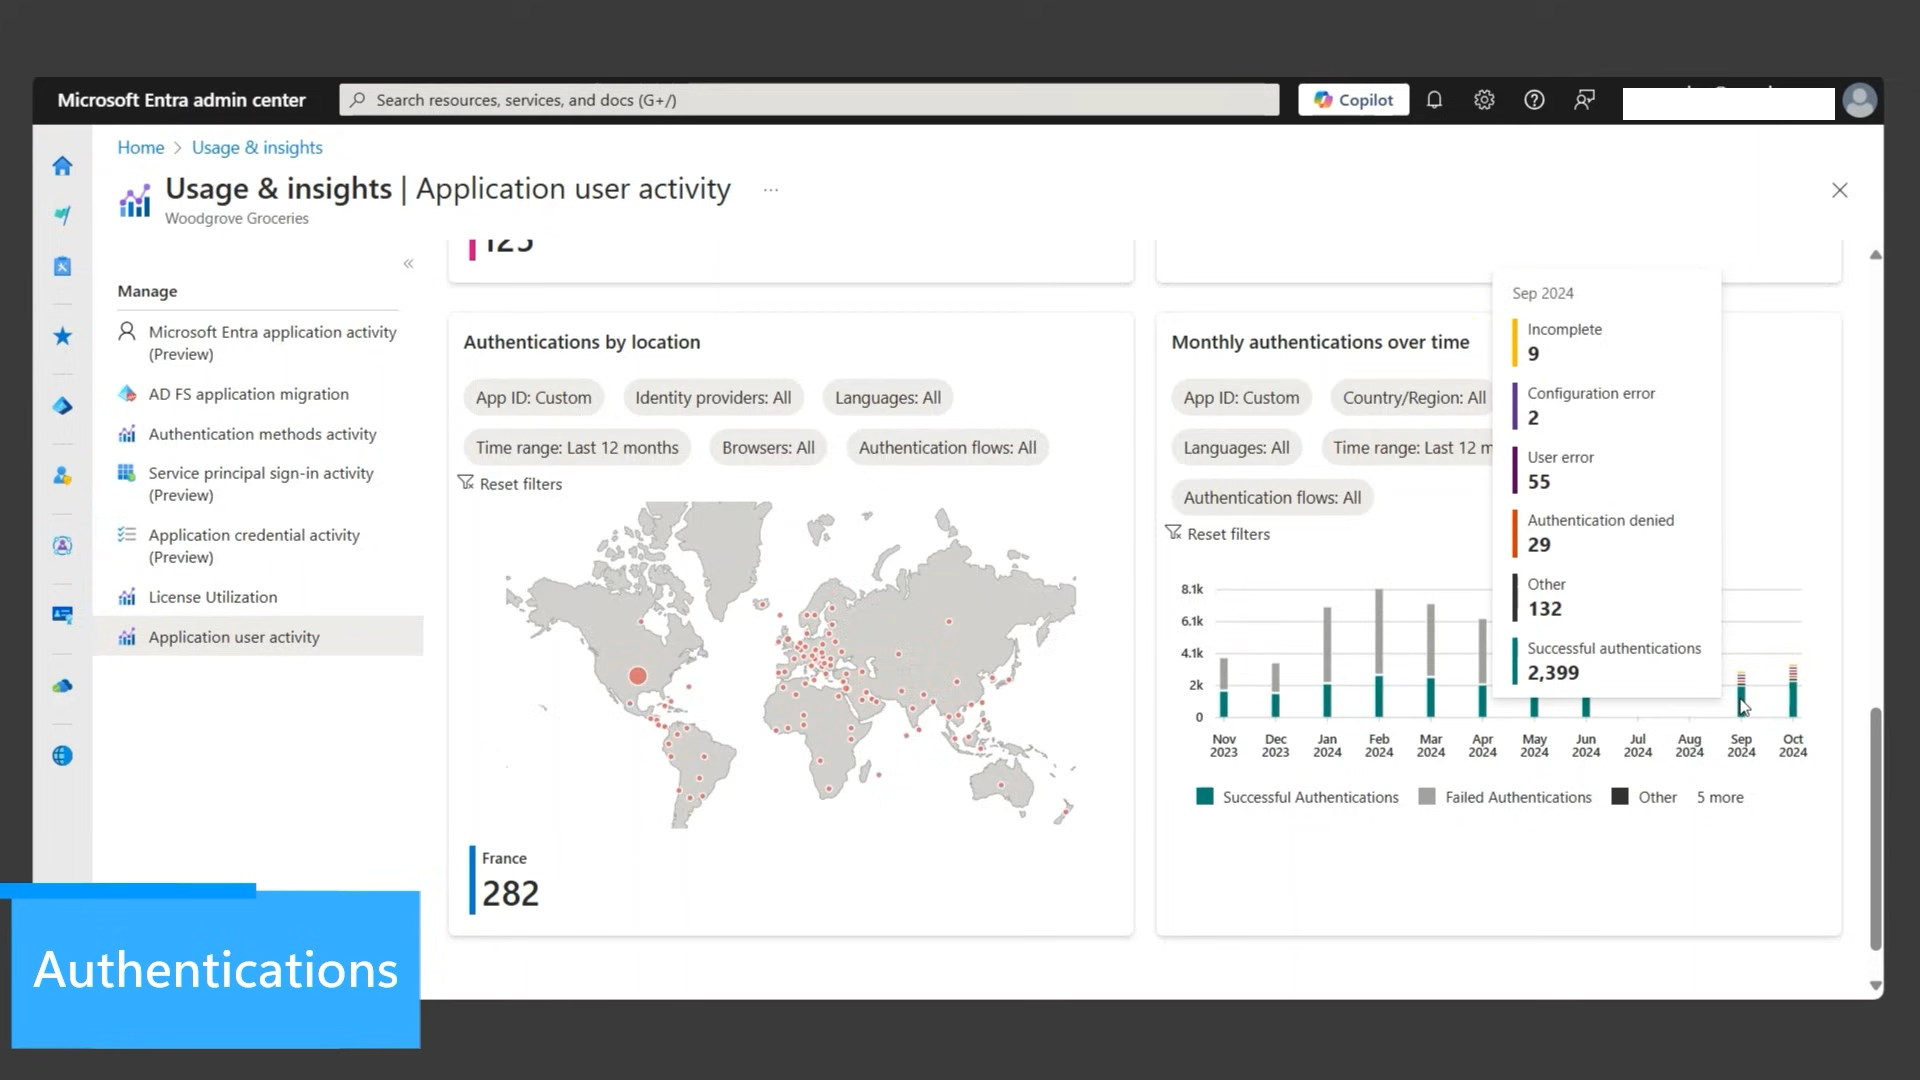 Microsoft Entra admin center
Search resources, services, and docs (G+/)
Copilot
Home > Usage & insights
Usage & insights | Application user activity ...
Woodgrove Groceries
Manage
Microsoft Entra application activity
(Preview)
AD FS application migration
Authentication methods activity
Service principal sign-in activity
(Preview)
Application credential activity
(Preview)
License Utilization
Application user activity
125
Authentications by location
App ID: Custom
Identity providers: All
Languages: All
Time range: Last 12 months
Browsers: All
Authentication flows: All
Reset filters
France
282
Monthly authentications over time
App ID: Custom
Country/Region: All
Languages: All
Time range: Last 12 m
Authentication flows: All
Reset filters
Sep 2024
Incomplete
9
Configuration error
2
User error
55
Authentication denied
29
Other
132
Successful authentications
2,399
8.1k
6.1k
4.1k
2k
0
Nov 2023
Dec 2023
Jan 2024
Feb 2024
Mar 2024
Apr 2024
May 2024
Jun 2024
Jul 2024
Aug 2024
Sep 2024
Oct 2024
Successful Authentications
Failed Authentications
Other
5 more
Authentications